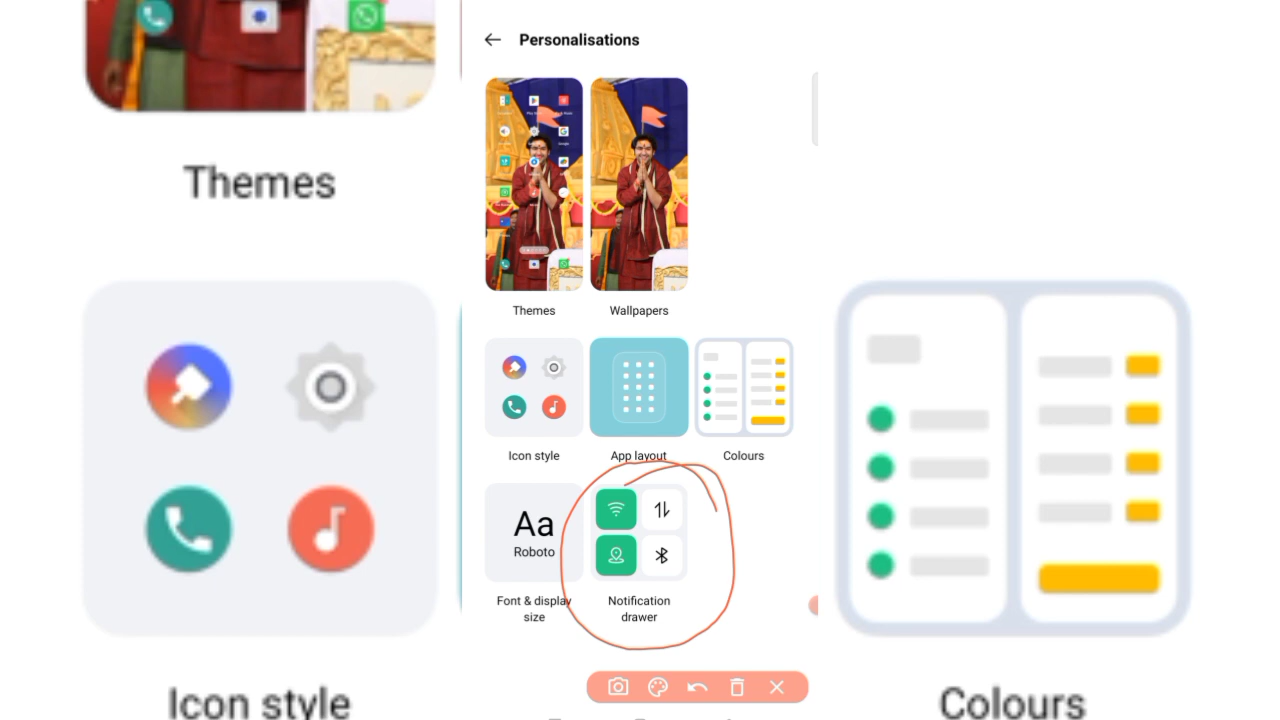 Personalisations
Themes
Wallpapers
Icon style
App layout
Colours
Aa
Roboto
Font & display
size
Notification
drawer
Themes
Icon style
Colours